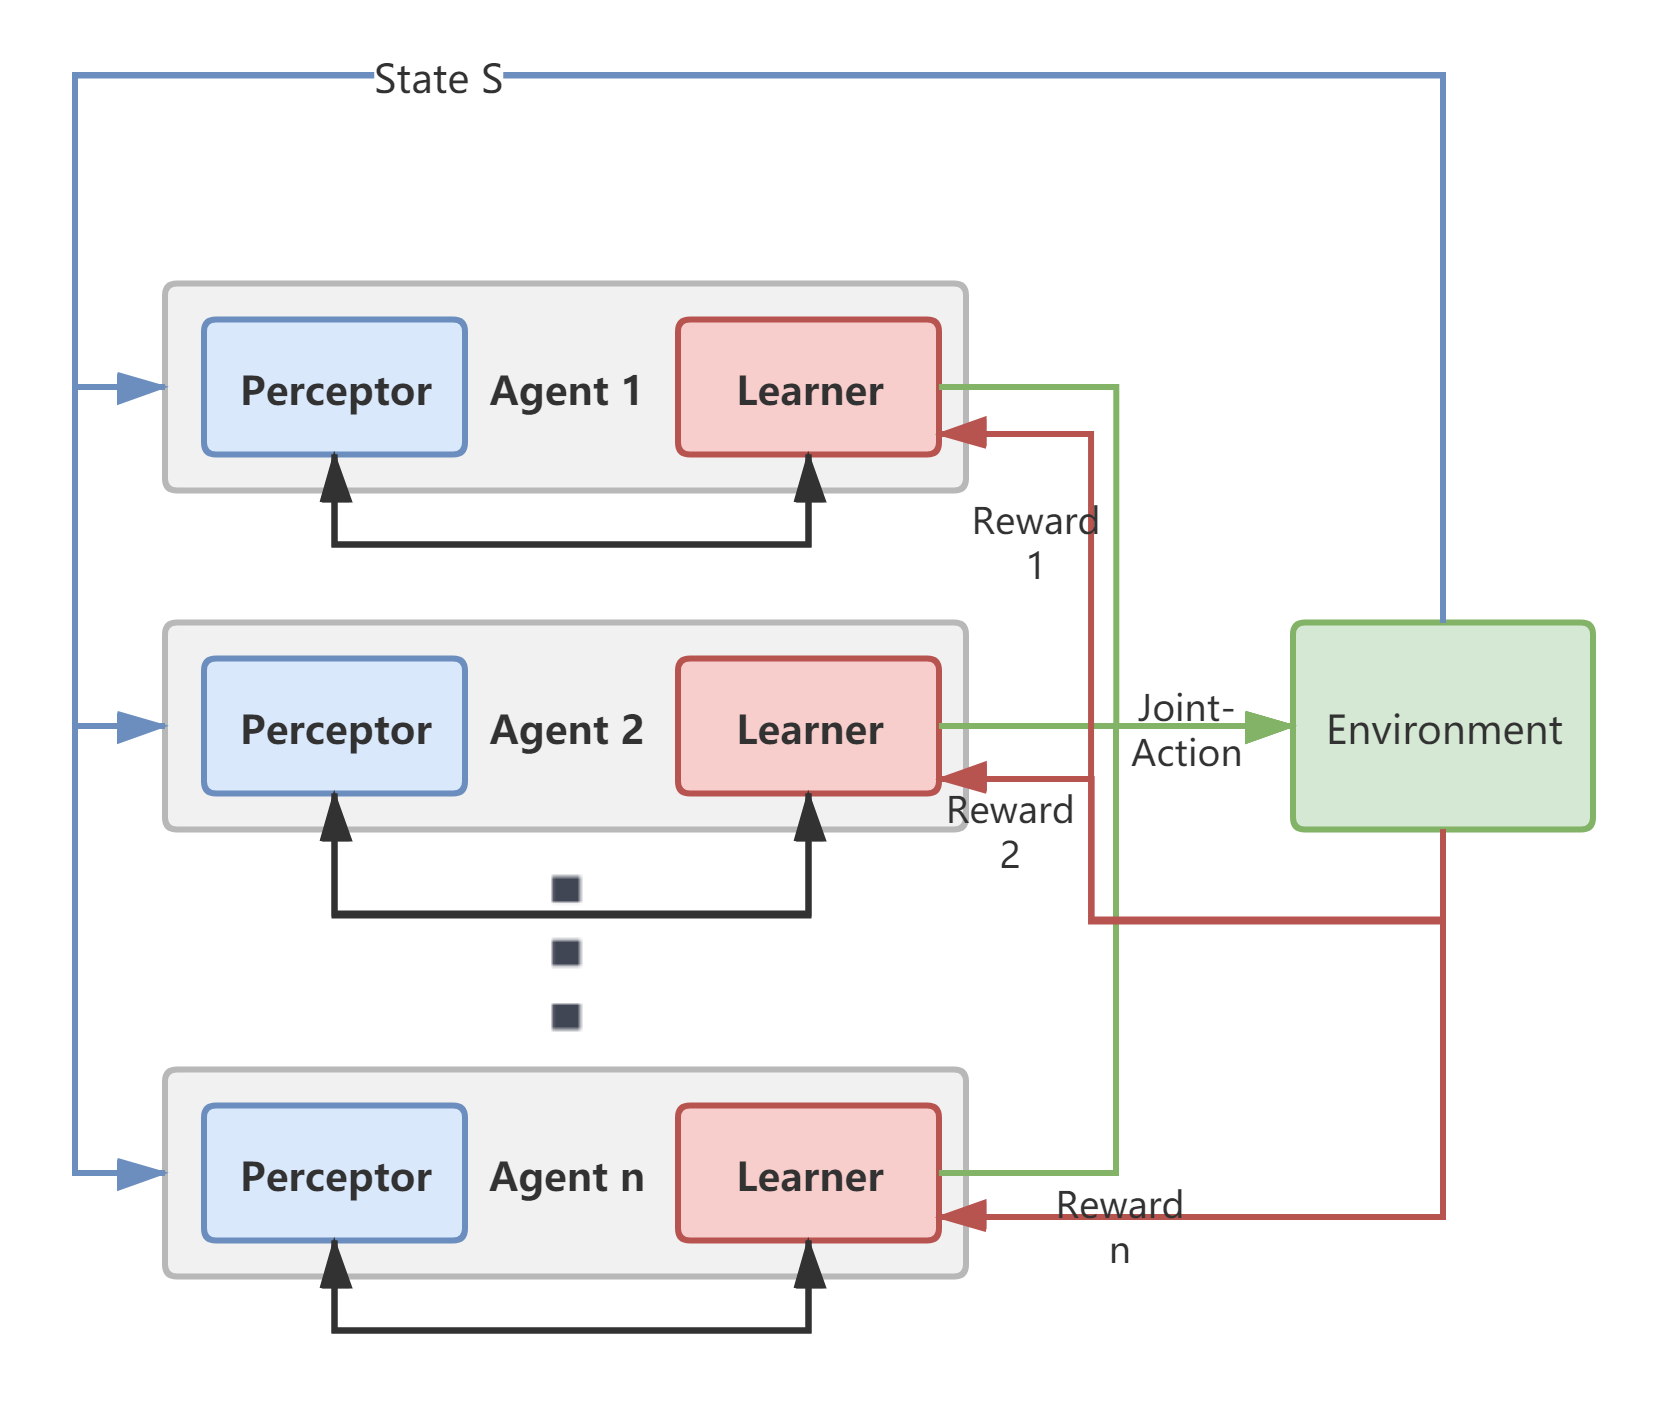 State S
Perceptor
Agent 1
Learner
Reward
1
Perceptor
Agent 2
Learner
Joint-
Action
Environment
Reward
2
Perceptor
Agent n
Learner
Reward
n